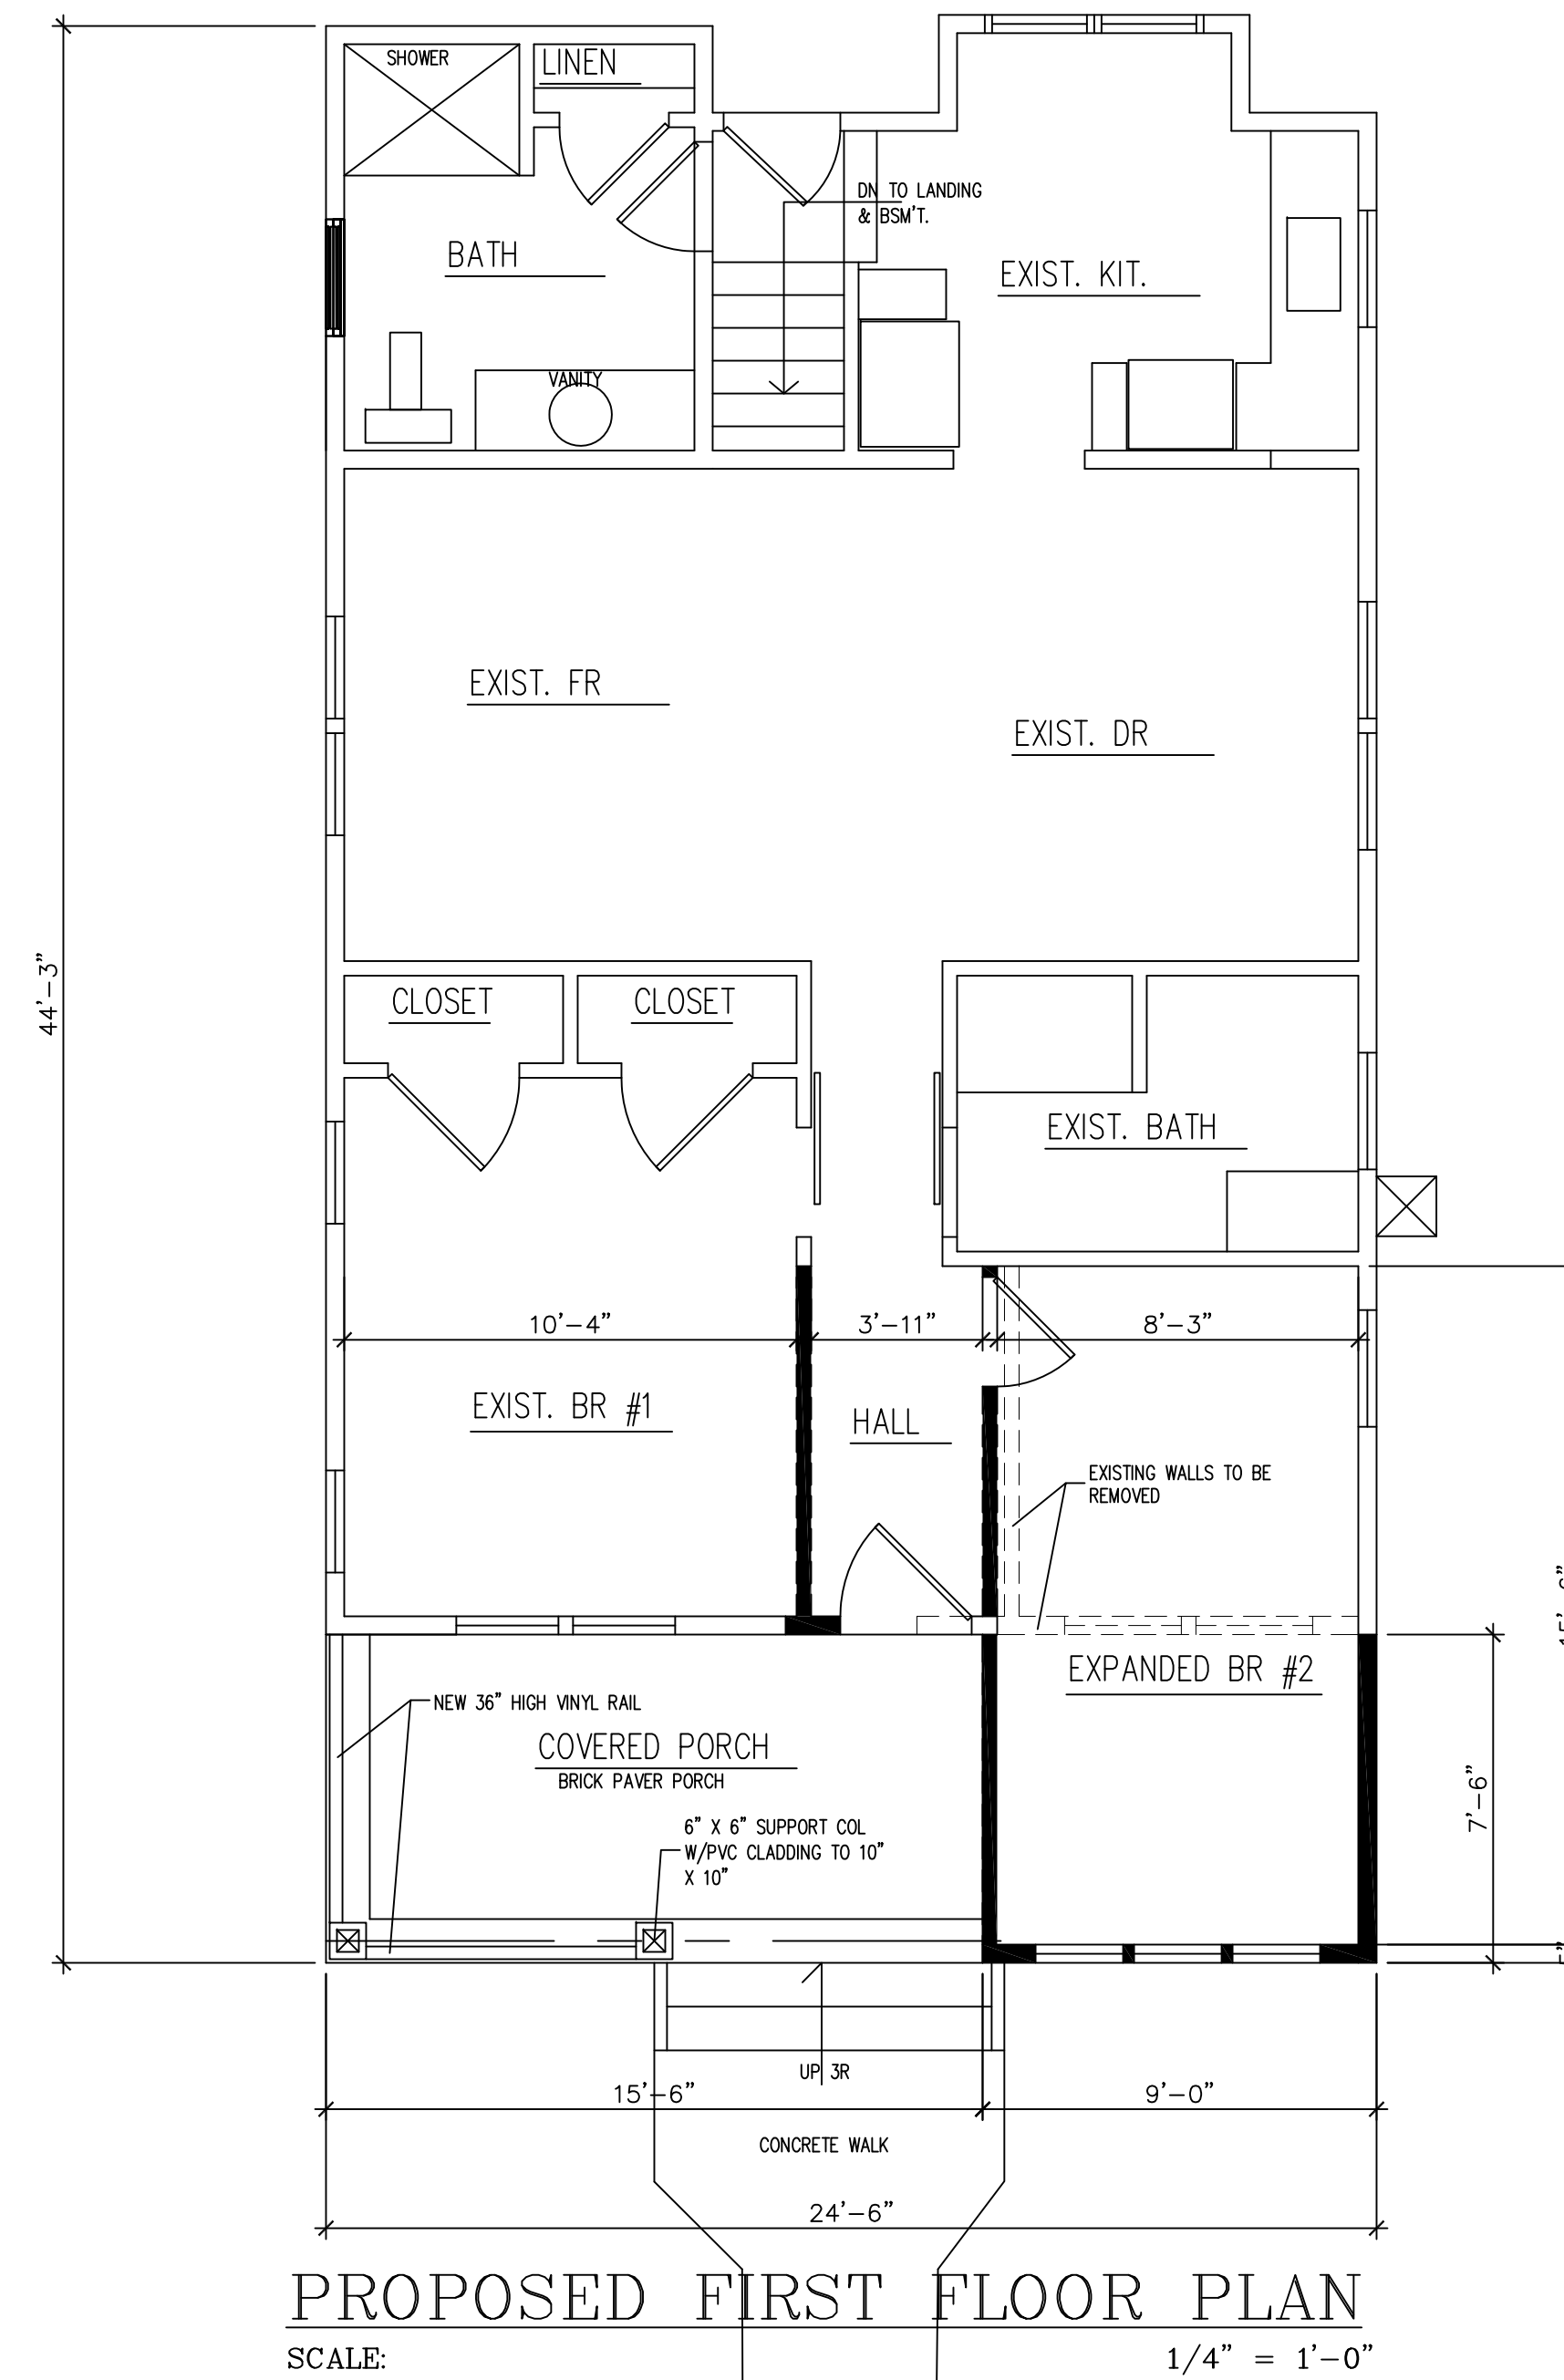 SHOWER
LINEN
DN TO LANDING
& BSM'T.
BATH
EXIST. KIT.
VANITY
EXIST. FR
EXIST. DR
44'-3"
CLOSET
CLOSET
EXIST. BATH
10'-4"
3'-11"
8'-3"
EXIST. BR #1
HALL
EXISTING WALLS TO BE
REMOVED
EXPANDED BR #2
NEW 36" HIGH VINYL RAIL
COVERED PORCH
BRICK PAVER PORCH
6" X 6" SUPPORT COL
W/PVC CLADDING TO 10"
X 10"
7'-6"
UP 3R
15'-6"
9'-0"
CONCRETE WALK
24'-6"
PROPOSED FIRST FLOOR PLAN
SCALE:
1/4" = 1'-0"